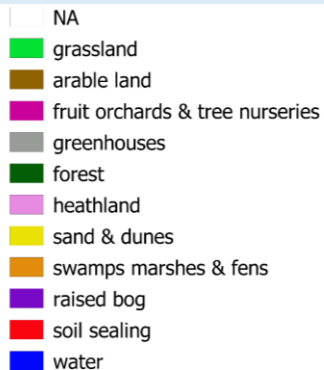 NA
grassland
arable land
fruit orchards & tree nurseries
greenhouses
forest
heathland
sand & dunes
swamps marshes & fens
raised bog
soil sealing
water